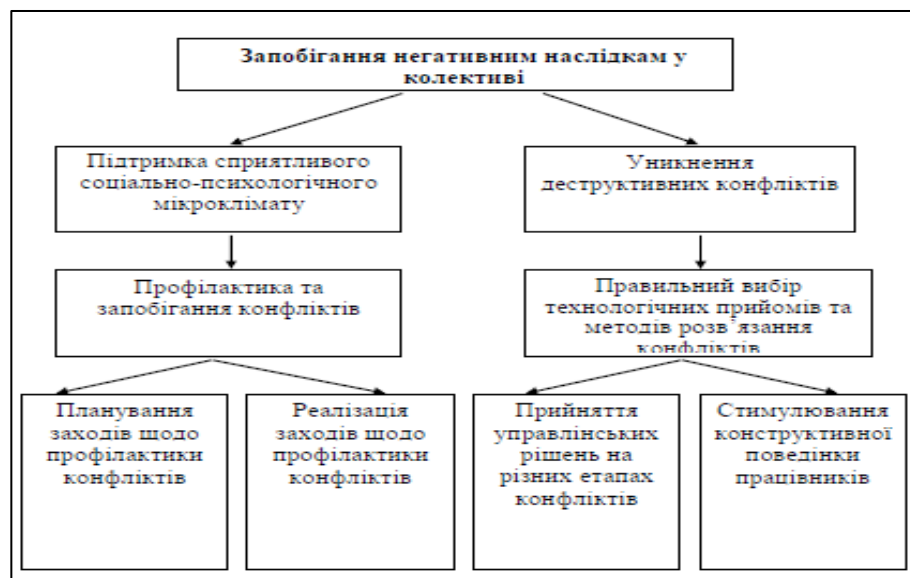 Запобігання негативним наслідкам у
колективі
Підтримка сприятливого
соціально-психологічного
мікроклімату
Уникнення
деструктивних конфліктів
Профілактика та
запобігання конфліктів
Правильний вибір
технологічних прийомів та
методів розв’язання
конфліктів
Планування
заходів щодо
профілактики
конфліктів
Реалізація
заходів щодо
профілактики
конфліктів
Прийняття
управлінських
рішень на
різних етапах
конфліктів
Стимулювання
конструктивної
поведінки
працівників